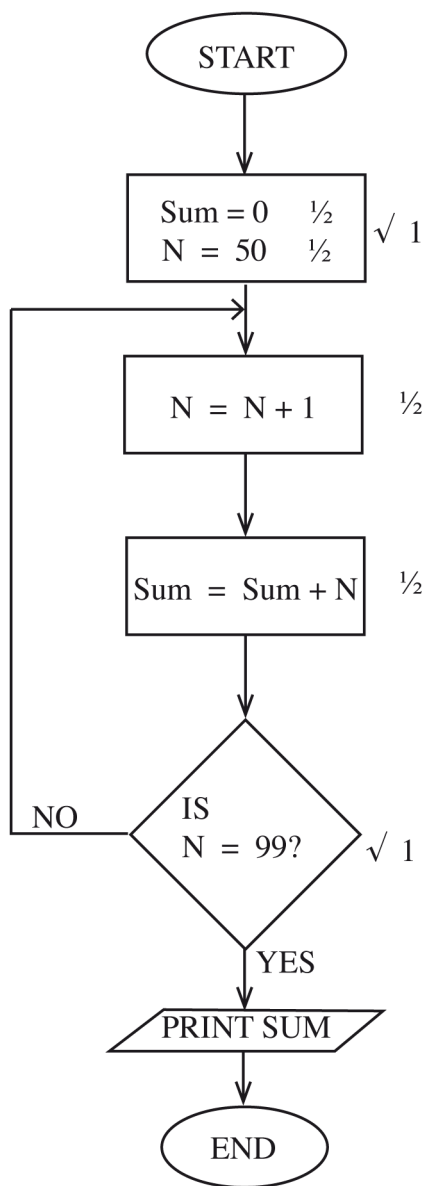 START
Sum = 0 ½
N = 50 ½
√ 1
N = N + 1 ½
Sum = Sum + N ½
IS
N = 99? √ 1
NO
YES
PRINT SUM
END